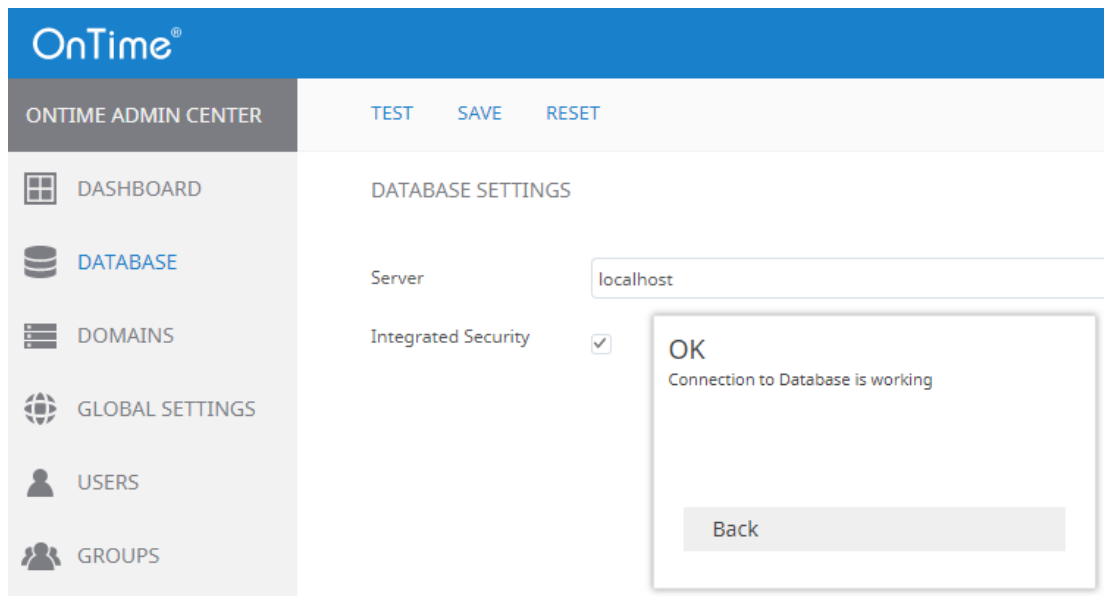 OnTime®
ONTIME ADMIN CENTER
TEST SAVE RESET
DASHBOARD
DATABASE
DOMAINS
GLOBAL SETTINGS
USERS
GROUPS
DATABASE SETTINGS
Server localhost
Integrated Security
OK
Connection to Database is working
Back